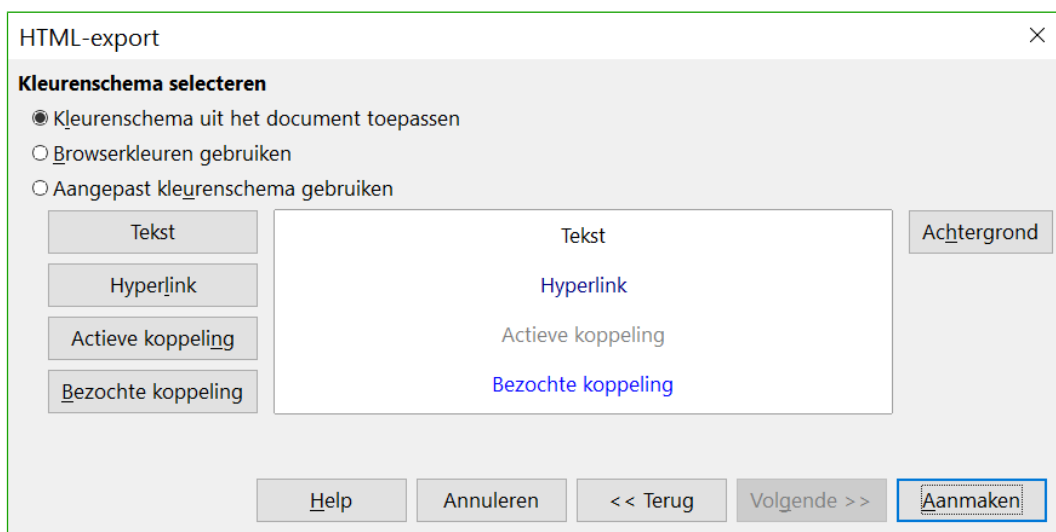 HTML-export
Kleurenschema selecteren
Kleurenschema uit het document toepassen
Browserkleuren gebruiken
Aangepast kleurenschema gebruiken
Tekst Tekst Achtergrond
Hyperlink Hyperlink
Actieve koppeling Actieve koppeling
Bezochte koppeling Bezochte koppeling
Help Annuleren << Terug Volgende >> Aanmaken